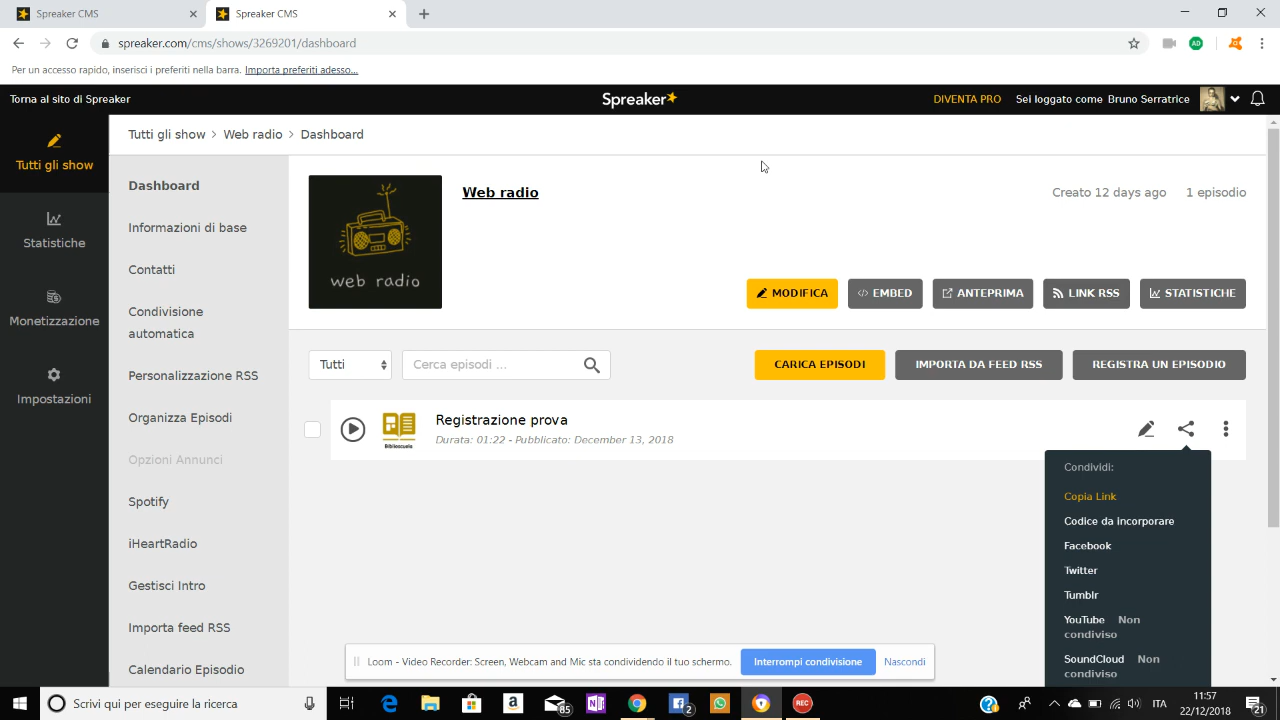 Spreaker CMS
Spreaker CMS
spreaker.com/cms/shows/3269201/dashboard
AD
Per un accesso rapido, inserisci i preferiti nella barra. Importa preferiti adesso...
Torna al sito di Spreaker
Spreaker
DIVENTA PRO
Sei loggato come Bruno Serratrice
Tutti gli show
Statistiche
Monetizzazione
Impostazioni
Tutti gli show > Web radio > Dashboard
Dashboard
Informazioni di base
Contatti
Condivisione
automatica
Personalizzazione RSS
Organizza Episodi
Opzioni Annunci
Spotify
iHeartRadio
Gestisci Intro
Importa feed RSS
Calendario Episodio
web radio
Web radio
Creato 12 days ago 1 episodio
MODIFICA
EMBED
ANTEPRIMA
LINK RSS
STATISTICHE
Tutti
Cerca episodi ...
CARICA EPISODI
IMPORTA DA FEED RSS
REGISTRA UN EPISODIO
Bibliescuola
Registrazione prova
Durata: 01:22 - Pubblicato: December 13, 2018
Condividi:
Copia Link
Codice da incorporare
Facebook
Twitter
Tumblr
YouTube Non
condiviso
SoundCloud Non
condiviso
Loom - Video Recorder: Screen, Webcam and Mic sta condividendo il tuo schermo.
Interrompi condivisione
Nascondi
Scrivi qui per eseguire la ricerca
85
2
REC
ITA
11:57
22/12/2018
21